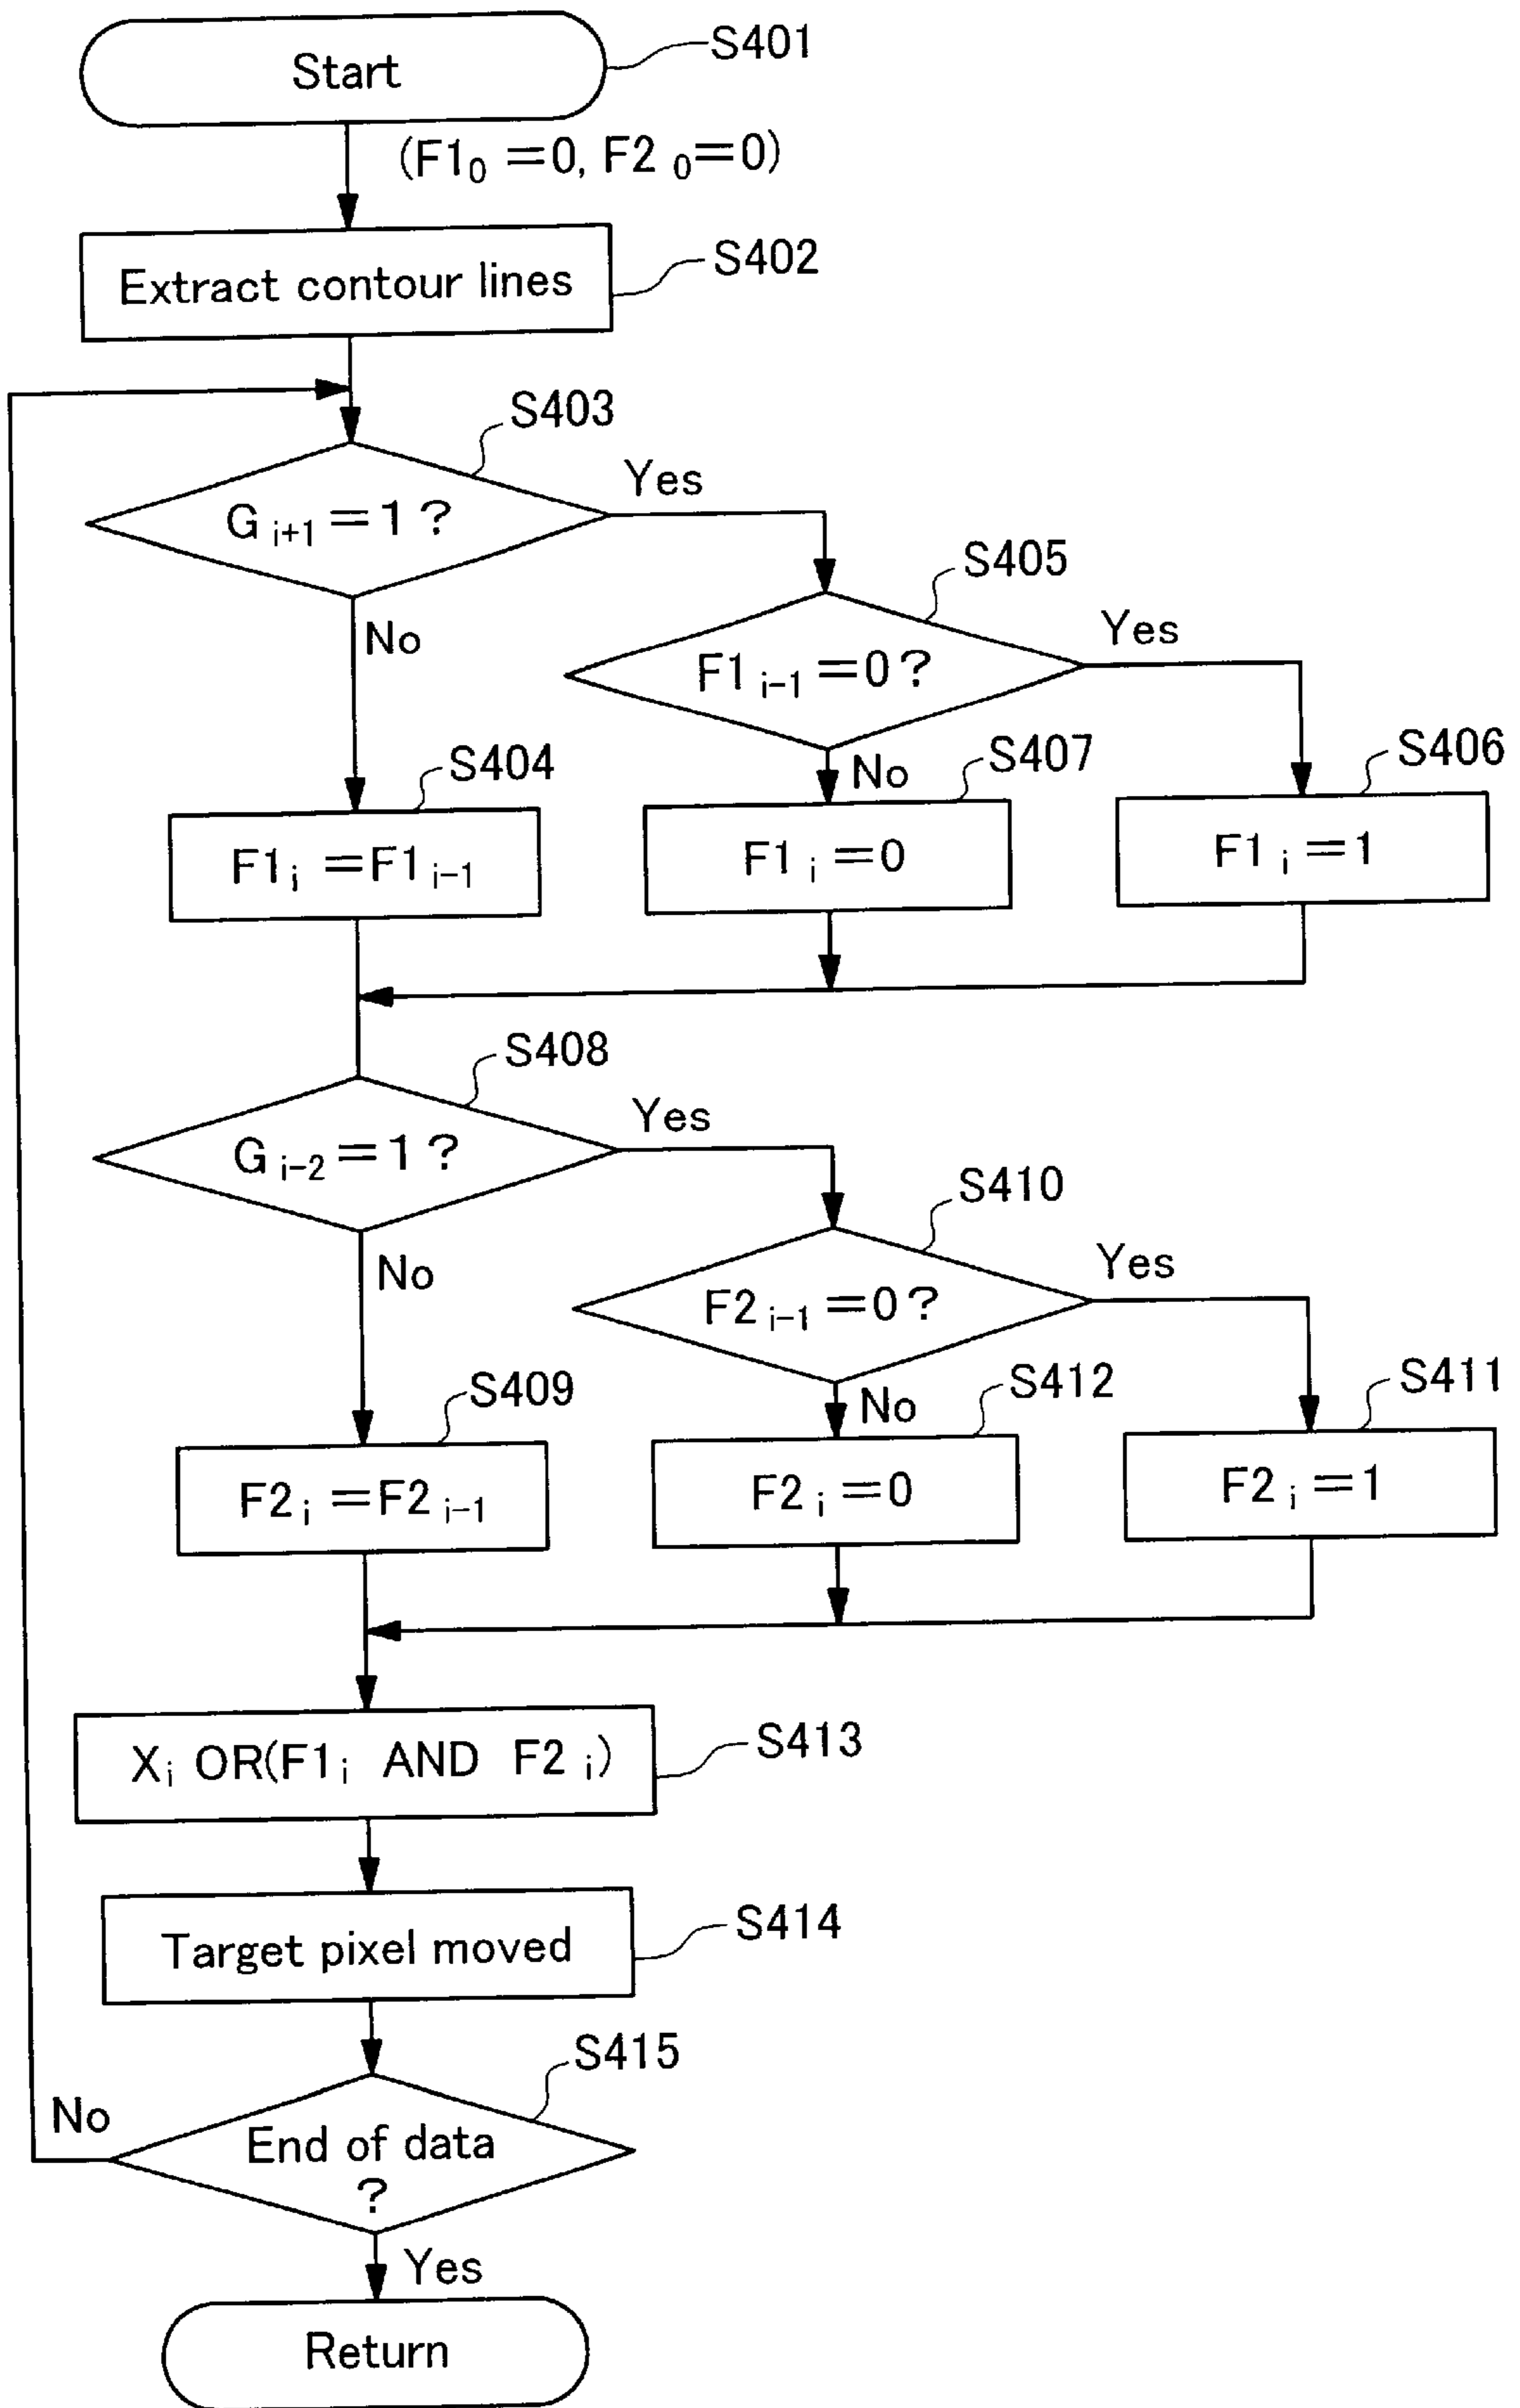 Start
S401
(F1₀ =0, F2 ₀=0)
Extract contour lines
S402
S403
G i+1 =1?
Yes
No
S405
F1 i-1 =0?
Yes
No
S404
F1 i =F1 i-1
S407
F1 i =0
S406
F1 i =1
S408
G i-2 =1?
Yes
No
S410
F2 i-1 =0?
Yes
No
S409
F2 i =F2 i-1
S412
F2 i =0
S411
F2 i =1
X i OR(F1 i AND F2 i)
S413
Target pixel moved
S414
S415
End of data
?
No
Yes
Return